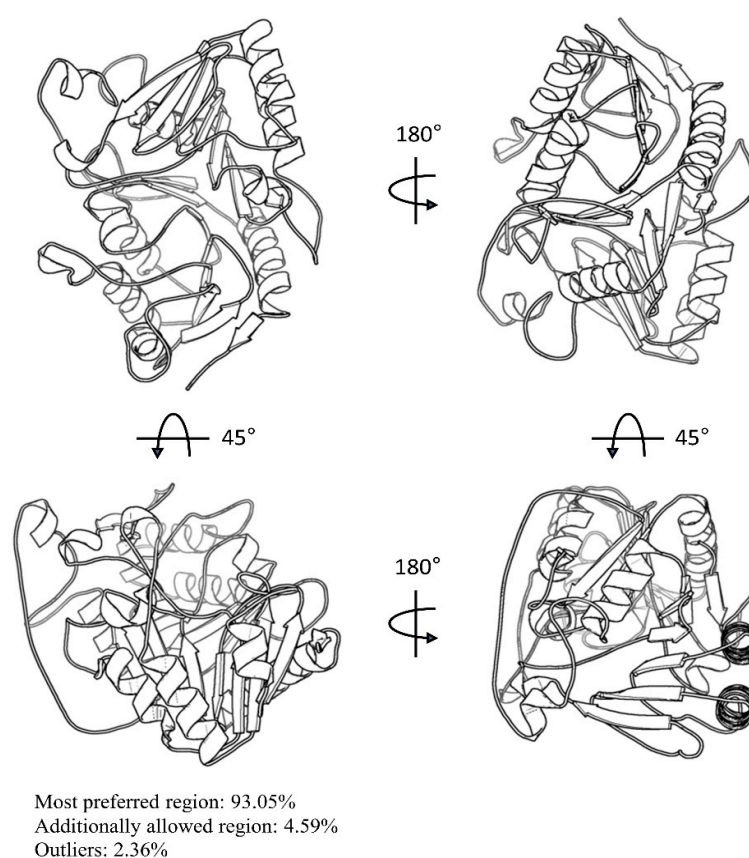 180°
45°
45°
180°
Most preferred region: 93.05%
Additionally allowed region: 4.59%
Outliers: 2.36%